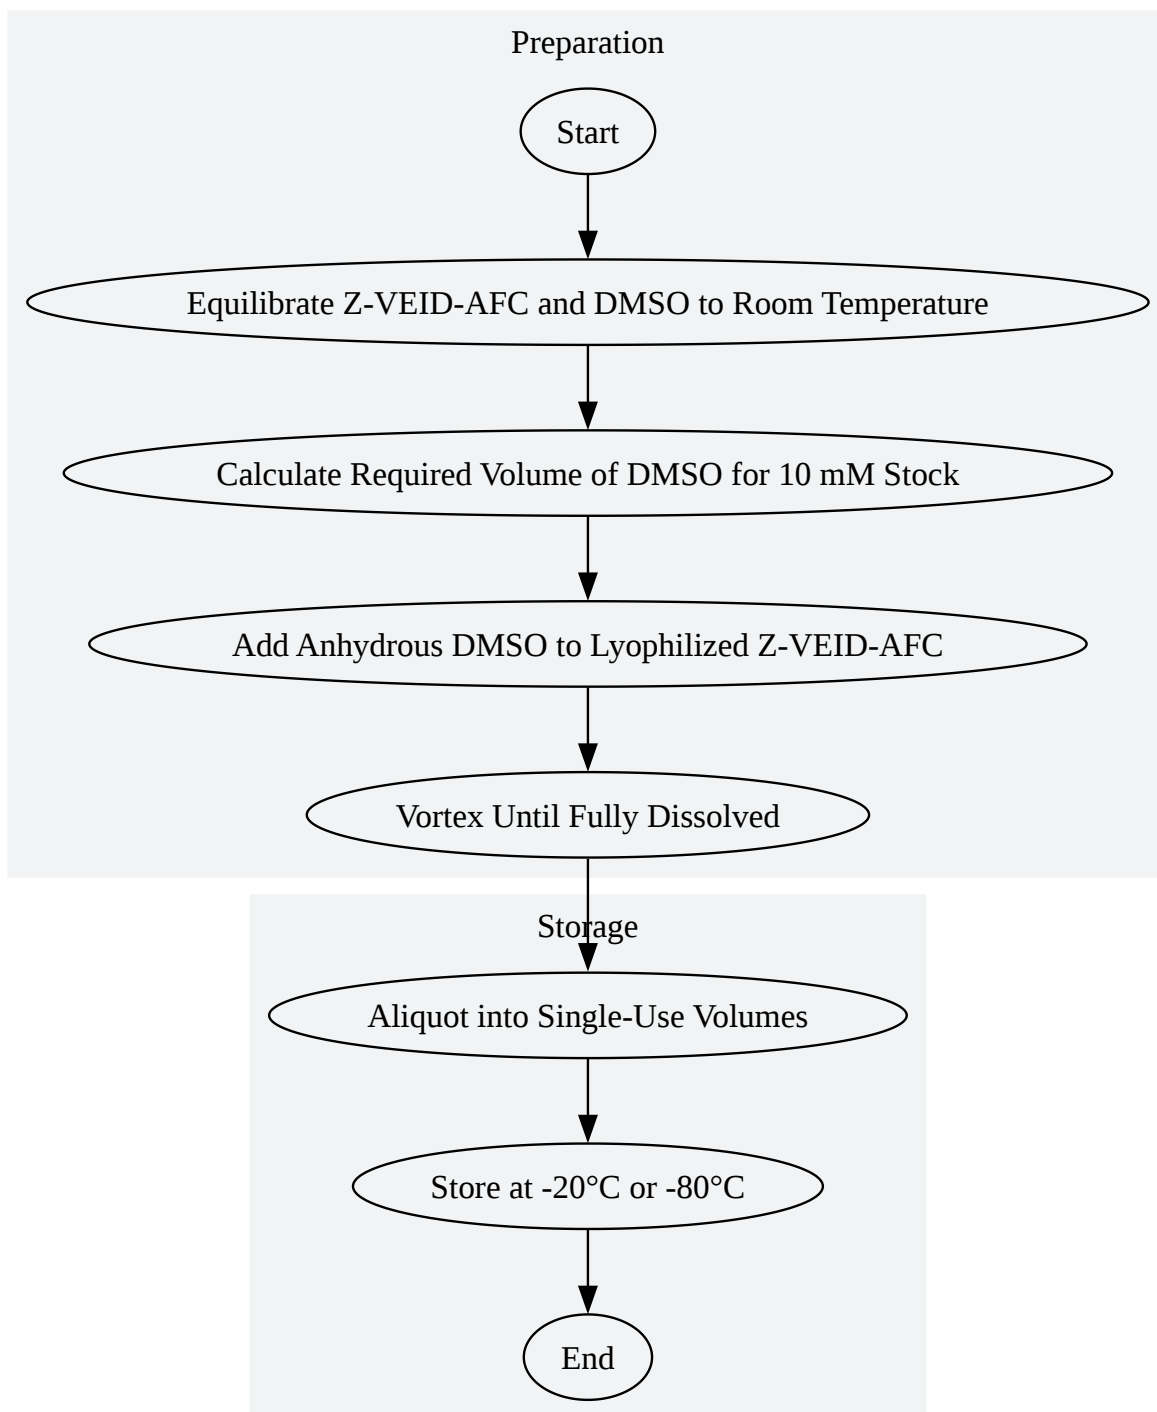 Preparation
Start
Equilibrate Z-VEID-AFC and DMSO to Room Temperature
Calculate Required Volume of DMSO for 10 mM Stock
Add Anhydrous DMSO to Lyophilized Z-VEID-AFC
Vortex Until Fully Dissolved
Storage
Aliquot into Single-Use Volumes
Store at -20°C or -80°C
End